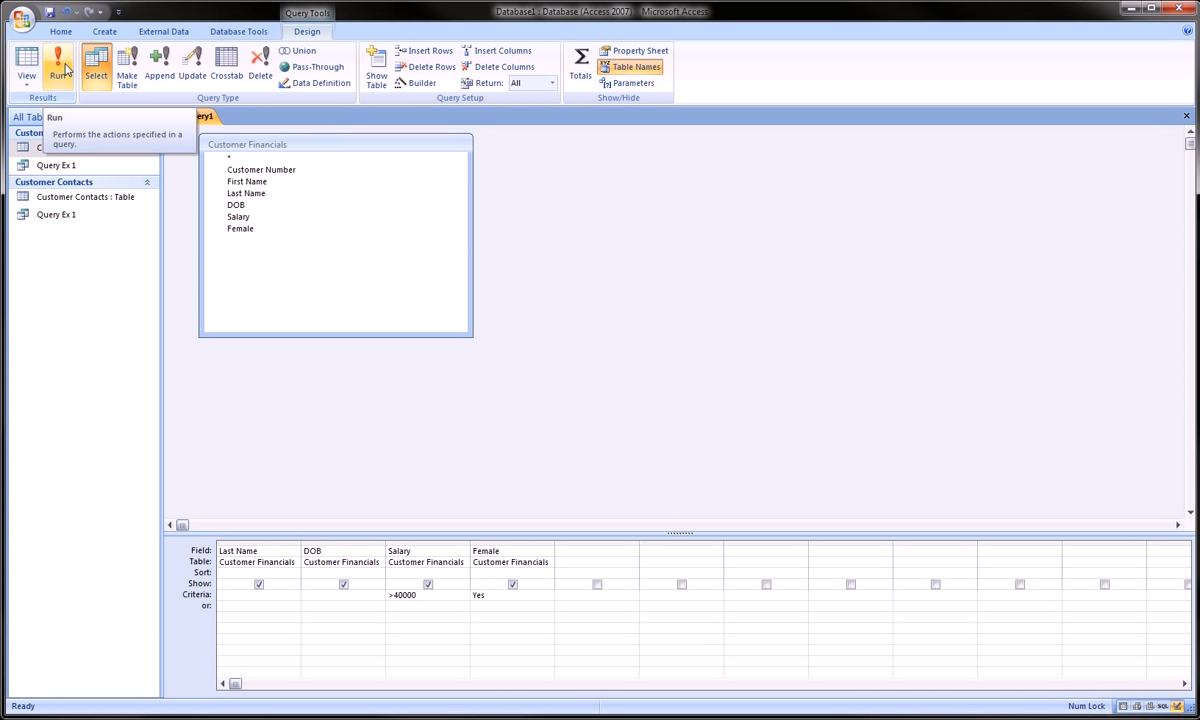 Query Tools
Database1 : Database (Access 2007) - Microsoft Access
Home Create External Data Database Tools Design
View
Run
Select
Make Table
Append
Update
Crosstab
Delete
Union
Pass-Through
Data Definition
Show Table
Insert Rows
Delete Rows
Builder
Insert Columns
Delete Columns
Return: All
Totals
Property Sheet
Table Names
Parameters
Results Query Type Query Setup Show/Hide
Run
Performs the actions specified in a
query.
All Tab
Custom
C
Query Ex 1
Customer Contacts
Customer Contacts : Table
Query Ex 1
ery1
Customer Financials
*
Customer Number
First Name
Last Name
DOB
Salary
Female
Field: Last Name DOB Salary Female
Table: Customer Financials Customer Financials Customer Financials Customer Financials
Sort:
Show:
Criteria: >40000 Yes
or:
Ready
Num Lock
SQL